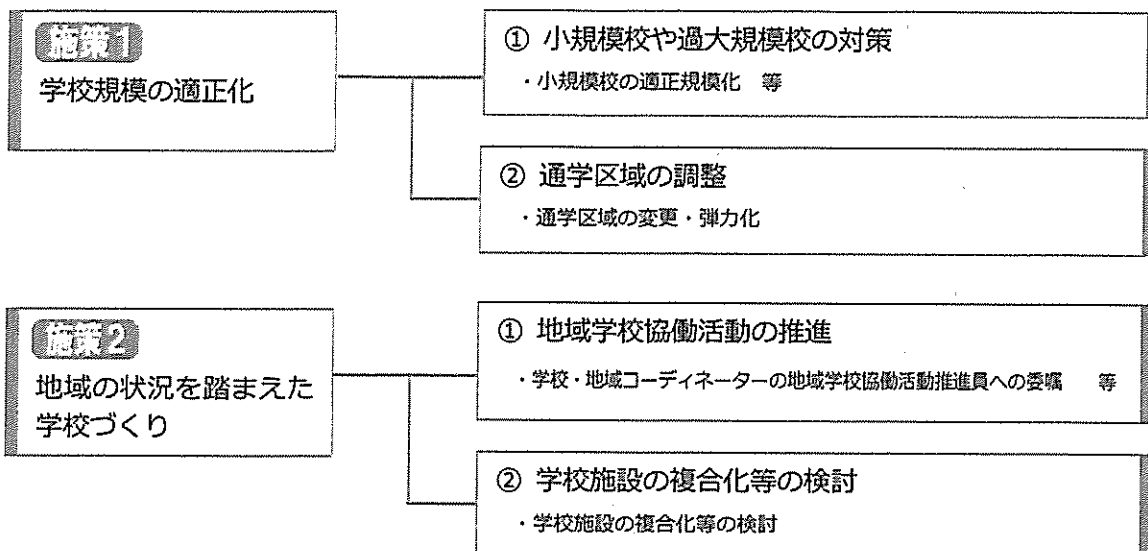 施策1
学校規模の適正化
① 小規模校や過大規模校の対策
・小規模校の適正規模化 等
② 通学区域の調整
・通学区域の変更・弾力化
施策2
地域の状況を踏まえた
学校づくり
① 地域学校協働活動の推進
・学校・地域コーディネーターの地域学校協働活動推進員への委嘱 等
② 学校施設の複合化等の検討
・学校施設の複合化等の検討